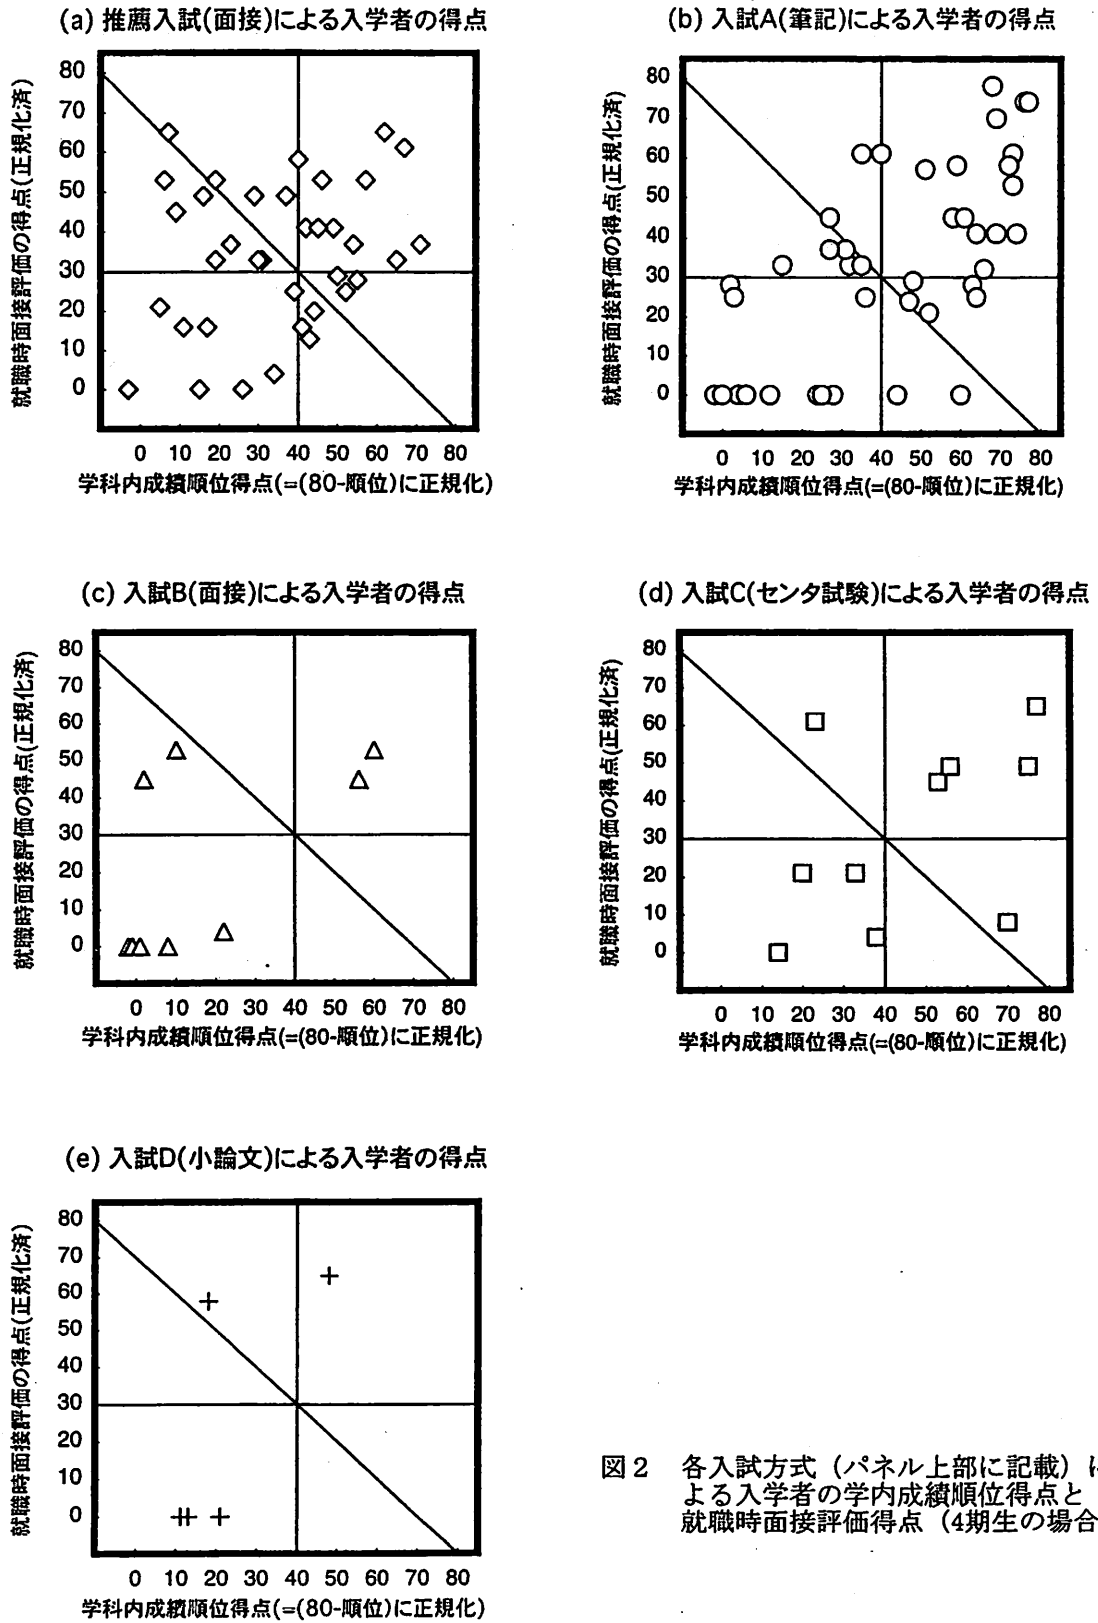 (a) 推薦入試(面接)による入学者の得点
就職時面接評価の得点(正規化済)
80
70
60
50
40
30
20
10
0
0 10 20 30 40 50 60 70 80
学科内成績順位得点(=(80-順位)に正規化)
(b) 入試A(筆記)による入学者の得点
就職時面接評価の得点(正規化済)
80
70
60
50
40
30
20
10
0
0 10 20 30 40 50 60 70 80
学科内成績順位得点(=(80-順位)に正規化)
(c) 入試B(面接)による入学者の得点
就職時面接評価の得点(正規化済)
80
70
60
50
40
30
20
10
0
0 10 20 30 40 50 60 70 80
学科内成績順位得点(=(80-順位)に正規化)
(d) 入試C(センタ試験)による入学者の得点
就職時面接評価の得点(正規化済)
80
70
60
50
40
30
20
10
0
0 10 20 30 40 50 60 70 80
学科内成績順位得点(=(80-順位)に正規化)
(e) 入試D(小論文)による入学者の得点
就職時面接評価の得点(正規化済)
80
70
60
50
40
30
20
10
0
0 10 20 30 40 50 60 70 80
学科内成績順位得点(=(80-順位)に正規化)
図2 各入試方式（パネル上部に記載）に
よる入学者の学内成績順位得点と
就職時面接評価得点（4期生の場合